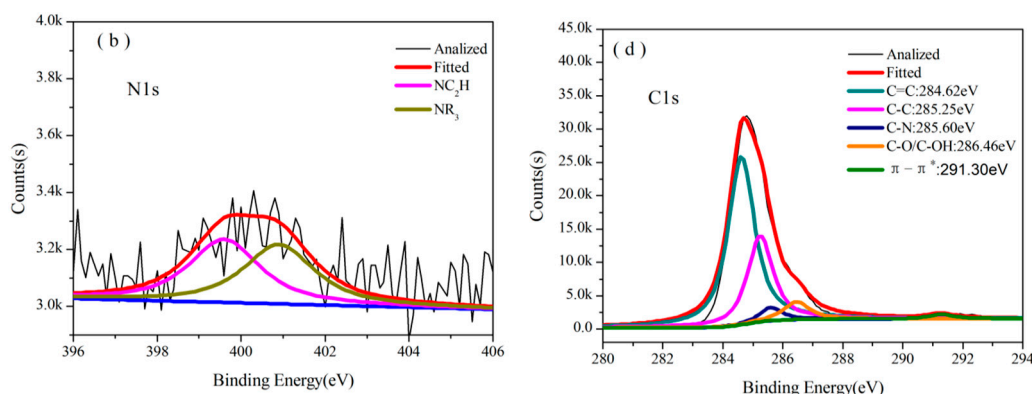 ( b )
N1s
Analized
Fitted
NC₂H
NR₃
Counts(s)
4.0k
3.8k
3.6k
3.4k
3.2k
3.0k
396 398 400 402 404 406
Binding Energy(eV)
( d )
C1s
Analized
Fitted
C=C:284.62eV
C-C:285.25eV
C-N:285.60eV
C-O/C-OH:286.46eV
π－π*:291.30eV
Counts(s)
45.0k
40.0k
35.0k
30.0k
25.0k
20.0k
15.0k
10.0k
5.0k
0.0
280 282 284 286 288 290 292 294
Binding Energy(eV)